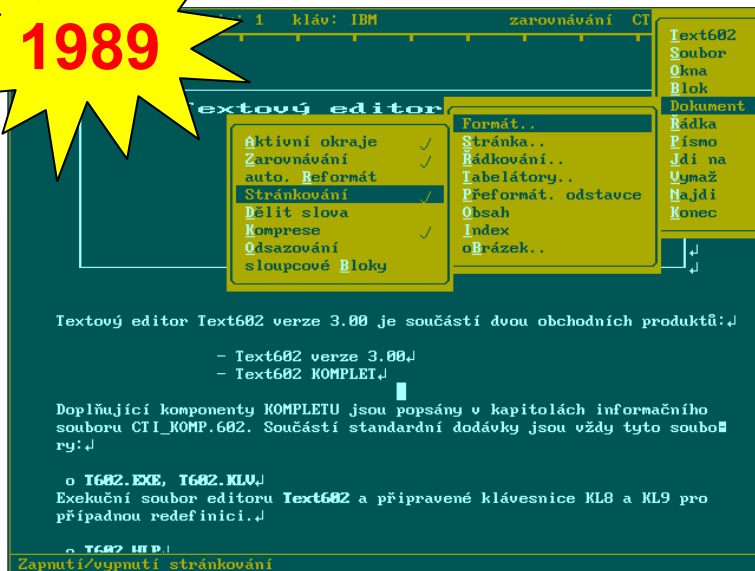 1989
1 kláv: IBM zarovnávání CT
Text602
Soubor
Okna
Blok
Dokument
Řádka
Písmo
Jdi na
Vymaž
Najdi
Konec
Textový editor
Formát..
Stránka..
Řádkování..
Tabelátory..
Přeformát. odstavce
Obsah
Index
oBrázek..
Aktivní okraje ✓
Zarovnávání ✓
auto. Reformát
Stránkování ✓
Dělit slova
Komprese ✓
Odsazování
sloupcové Bloky
Textový editor Text602 verze 3.00 je součástí dvou obchodních produktů:
- Text602 verze 3.00
- Text602 KOMPLET
Doplňující komponenty KOMPLETU jsou popsány v kapitolách informačního
souboru CTI_KOMP.602. Součástí standardní dodávky jsou vždy tyto soubo
ry:
o T602.EXE, T602.KLV
Exekuční soubor editoru Text602 a připravené klávesnice KL8 a KL9 pro
případnou redefinici.
o T602.HLP
Zapnutí/vypnutí stránkování